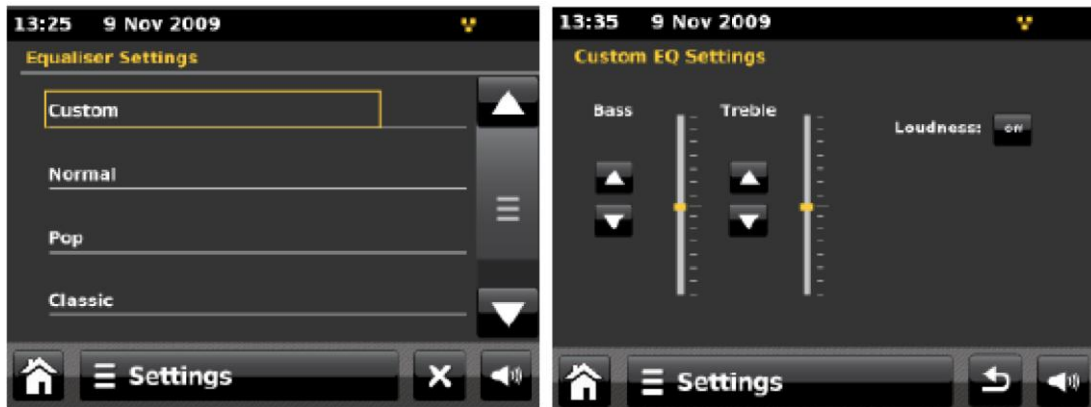 13:25 9 Nov 2009
Equaliser Settings
Custom
Normal
Pop
Classic
Settings
13:35 9 Nov 2009
Custom EQ Settings
Bass Treble
Loudness: Off
Settings